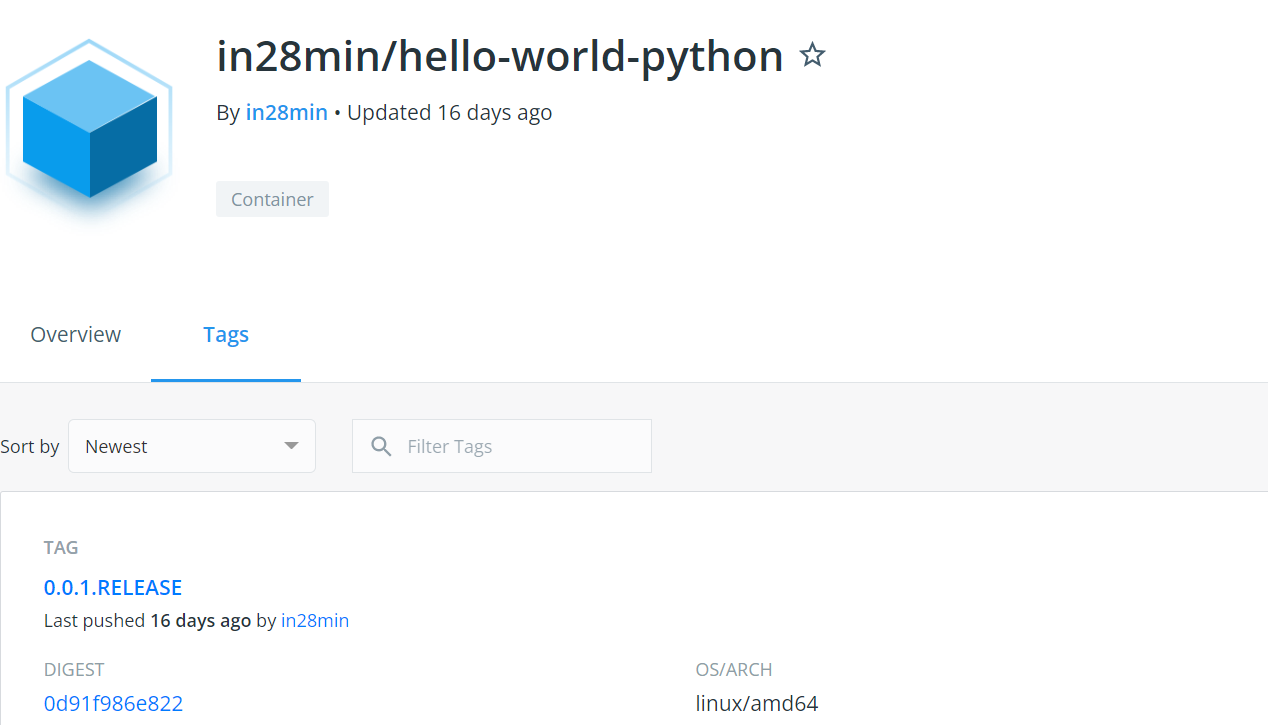 in28min/hello-world-python
By in28min • Updated 16 days ago
Container
Overview Tags
Sort by Newest Filter Tags
TAG
0.0.1.RELEASE
Last pushed 16 days ago by in28min
DIGEST OS/ARCH
0d91f986e822 linux/amd64